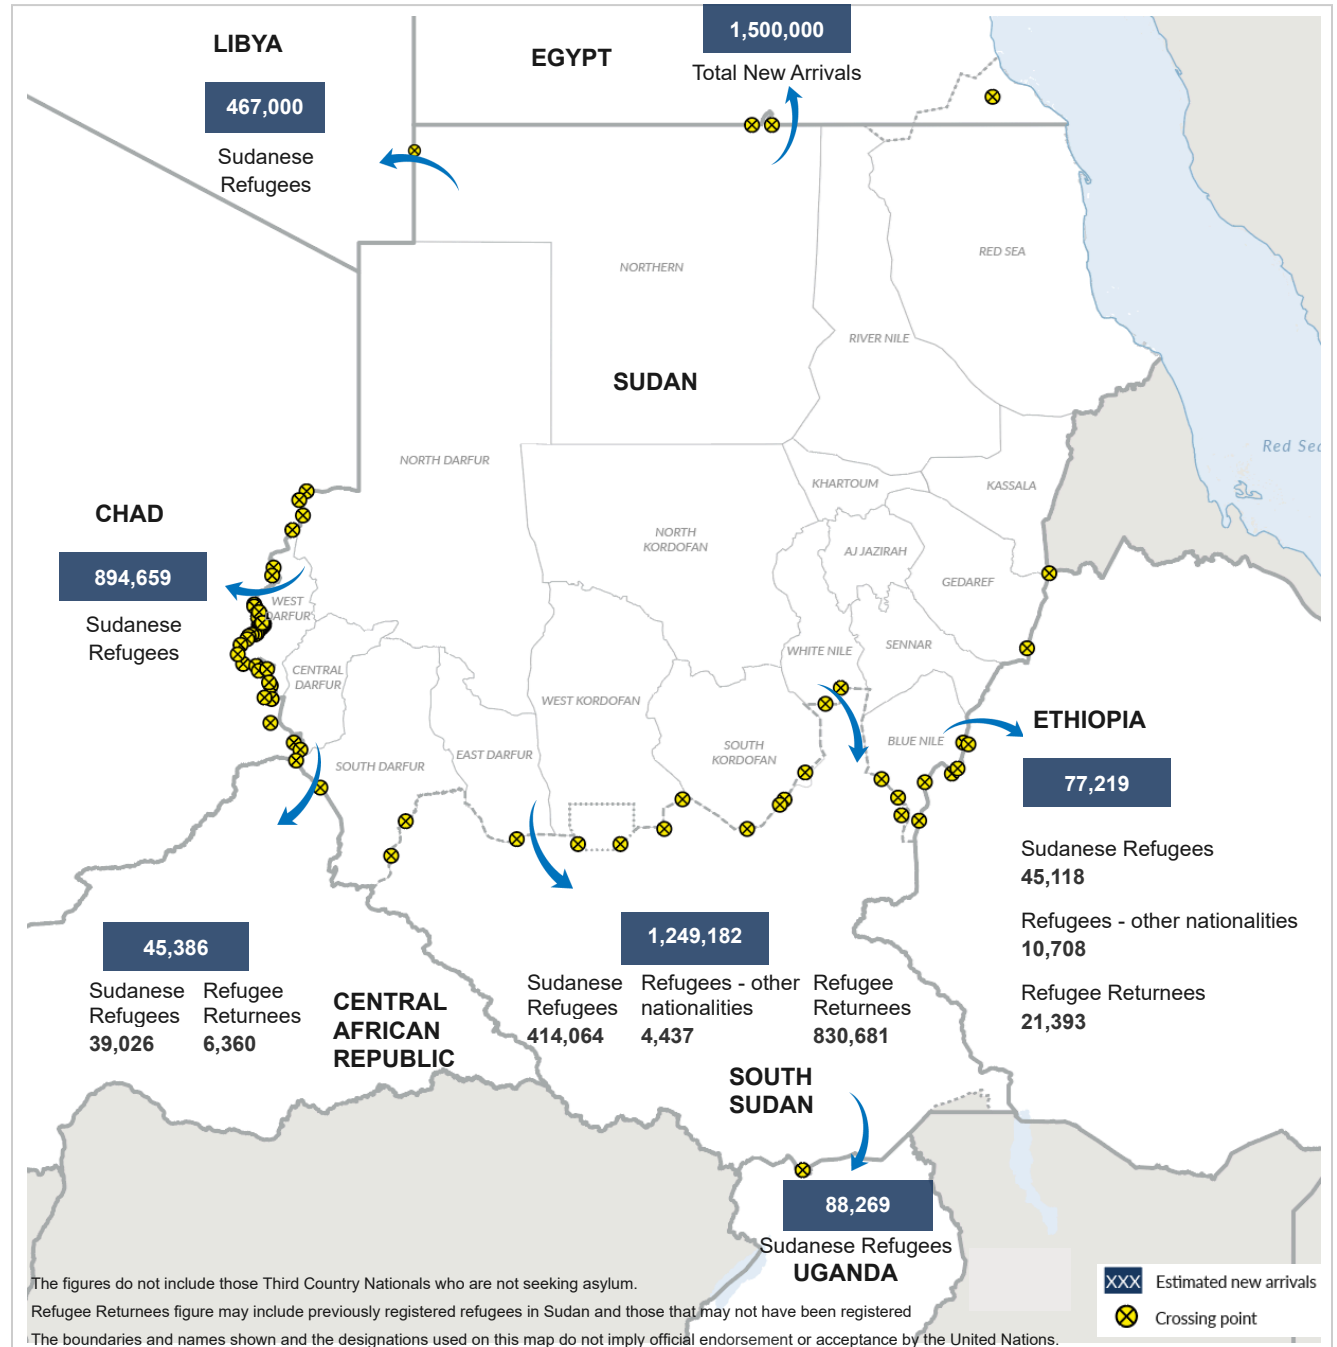 LIBYA
467,000
Sudanese
Refugees
EGYPT
1,500,000
Total New Arrivals
NORTHERN
RED SEA
RIVER NILE
SUDAN
Red Sea
NORTH DARFUR
KHARTOUM
KASSALA
NORTH
KORDOFAN
AJ JAZIRAH
GEDAREF
CHAD
894,659
Sudanese
Refugees
WEST
DARFUR
CENTRAL
DARFUR
WHITE NILE
SENNAR
WEST KORDOFAN
SOUTH
KORDOFAN
BLUE NILE
EAST DARFUR
SOUTH DARFUR
ETHIOPIA
77,219
Sudanese Refugees
45,118
Refugees - other nationalities
10,708
Refugee Returnees
21,393
45,386
Sudanese
Refugees
39,026
Refugee
Returnees
6,360
CENTRAL
AFRICAN
REPUBLIC
1,249,182
Sudanese
Refugees
414,064
Refugees - other
nationalities
4,437
Refugee
Returnees
830,681
SOUTH
SUDAN
88,269
Sudanese Refugees
UGANDA
The figures do not include those Third Country Nationals who are not seeking asylum.
Refugee Returnees figure may include previously registered refugees in Sudan and those that may not have been registered
The boundaries and names shown and the designations used on this map do not imply official endorsement or acceptance by the United Nations.
XXX Estimated new arrivals
Crossing point